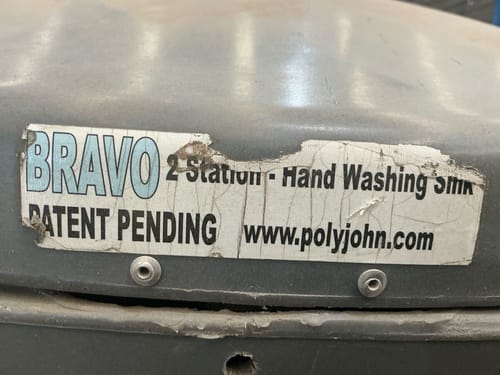 BRAVO 2 Station - Hand Washing Sink
PATENT PENDING www.polyjohn.com